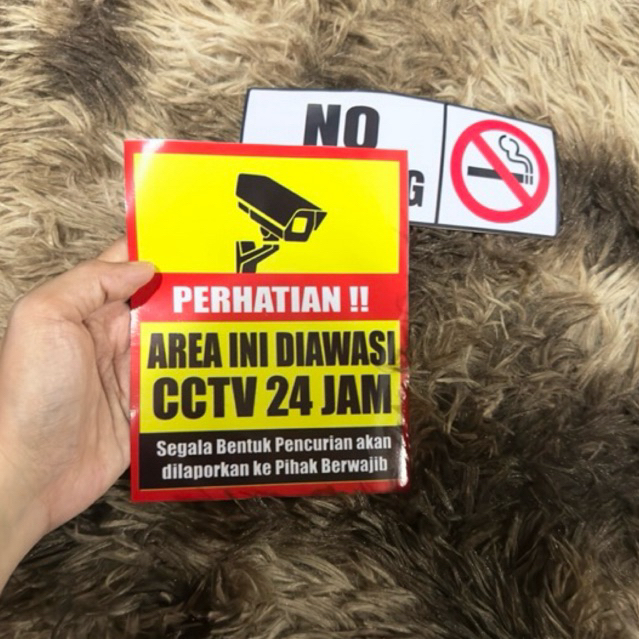 NO
PERHATIAN !!
AREA INI DIAWASI
CCTV 24 JAM
Segala Bentuk Pencurian akan
dilaporkan ke Pihak Berwajib